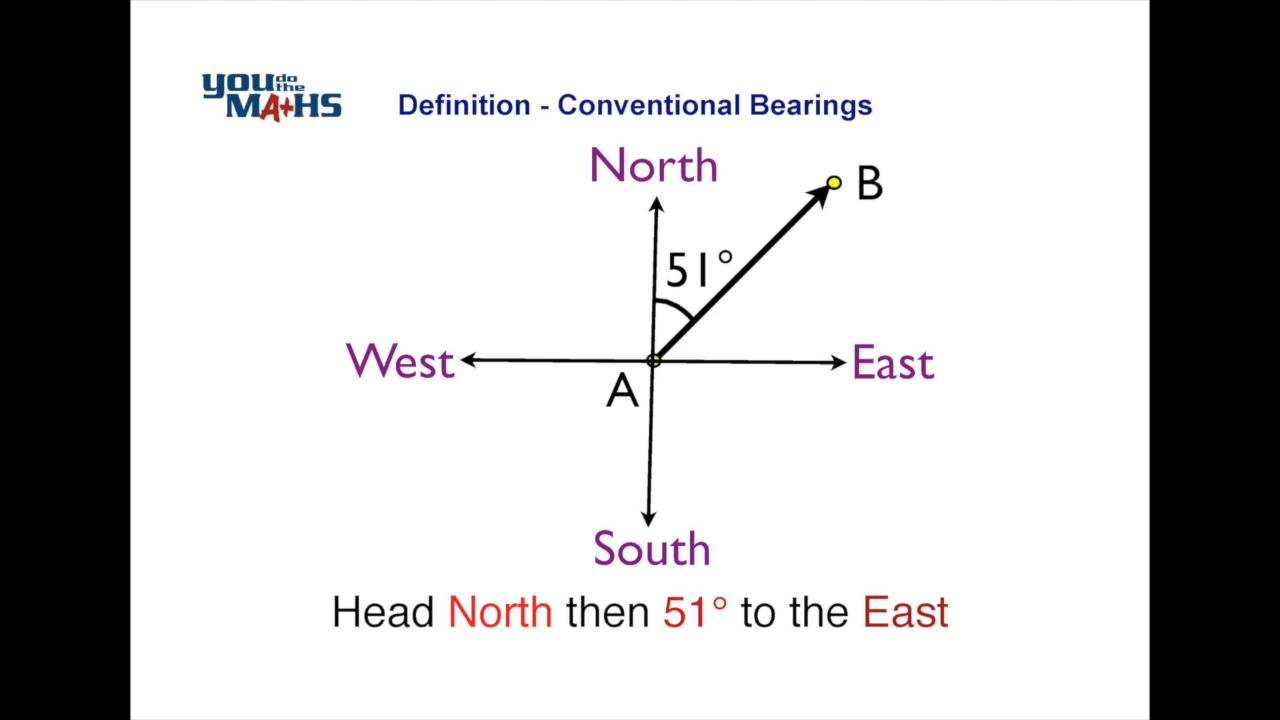 you do the
MA+HS
Definition - Conventional Bearings
North
B
51°
West
East
A
South
Head North then 51° to the East